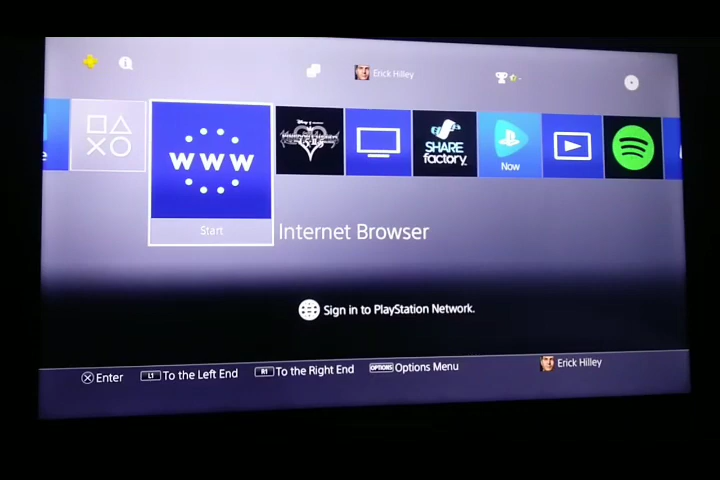 Erick Hilley
e
WWW
SHARE
factory
Now
Start
Internet Browser
Sign in to PlayStation Network.
Enter
L1
To the Left End
R1
To the Right End
OPTIONS
Options Menu
Erick Hilley